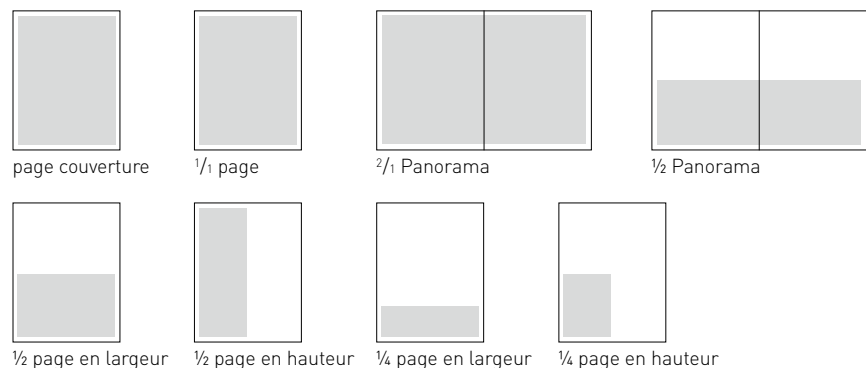 page couverture
1/1 page
2/1 Panorama
½ Panorama
½ page en largeur
½ page en hauteur
¼ page en largeur
¼ page en hauteur